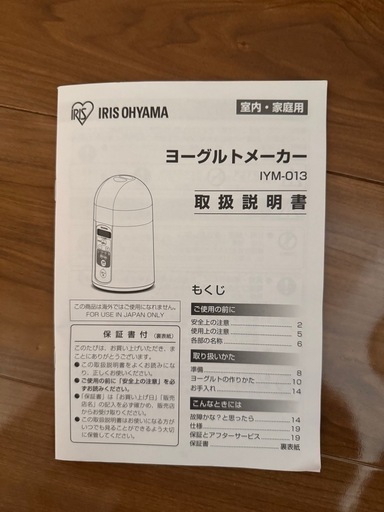 IRIS IRIS OHYAMA
室内・家庭用
ヨーグルトメーカー
IYM-013
取扱説明書
この商品は海外ではご使用になれません。
FOR USE IN JAPAN ONLY
保証書付(裏表紙)
このたびは、お買い上げいただき、まことにありがとうございます。
● この取扱説明書をよくお読みになり、正しくお使いください。
● ご使用の前に「安全上の注意」を必ずお読みください。
● 「保証書」は「お買い上げ日」「販売店名」の記入を必ず確かめ、販売店からお受け取りください。
● この取扱説明書はお使いになる方がいつでも見ることができるよう大切に保管してください。
もくじ
ご使用の前に
安全上の注意 2
使用上の注意 5
各部の名称 6
取り扱いかた
準備 8
ヨーグルトの作りかた 10
お手入れ 14
こんなときには
故障かな?と思ったら 14
仕様 19
保証とアフターサービス 19
保証書 裏表紙